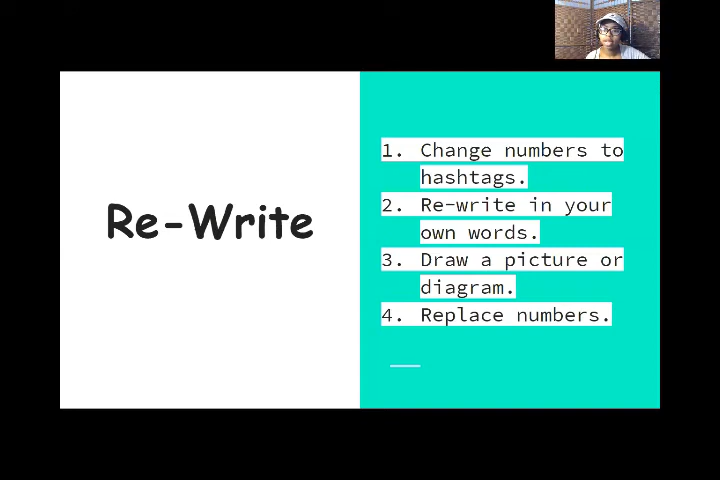 Re-Write
1. Change numbers to
hashtags.
2. Re-write in your
own words.
3. Draw a picture or
diagram.
4. Replace numbers.